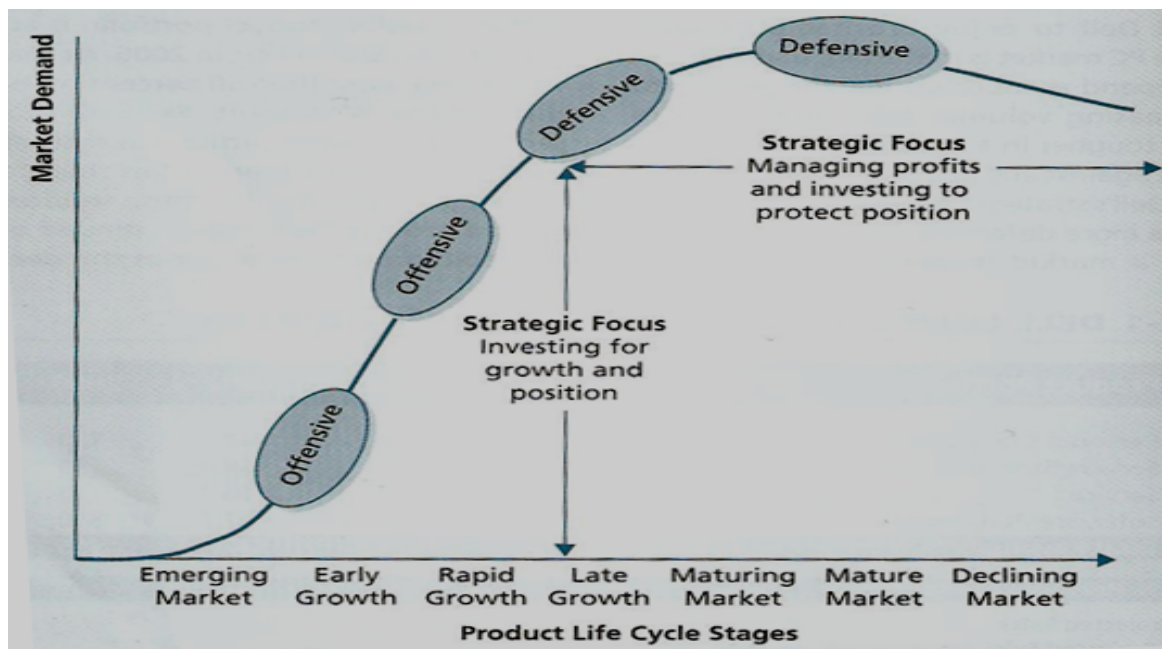 Market Demand
Defensive
Defensive
Strategic Focus
Managing profits
and investing to
protect position
Offensive
Strategic Focus
Investing for
growth and
position
Offensive
Emerging
Market
Early
Growth
Rapid
Growth
Late
Growth
Maturing
Market
Mature
Market
Declining
Market
Product Life Cycle Stages